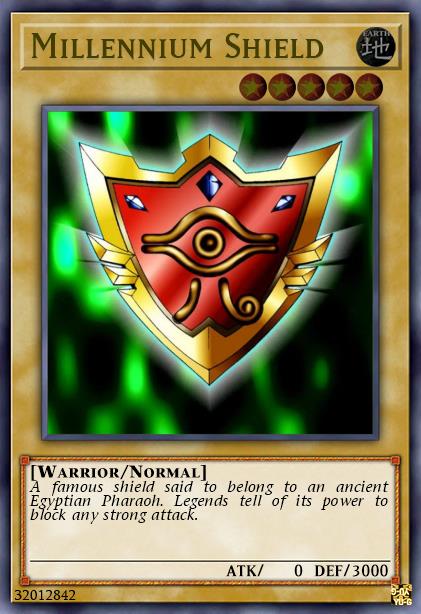 MILLENNIUM SHIELD
EARTH
地
[WARRIOR/NORMAL]
A famous shield said to belong to an ancient
Egyptian Pharaoh. Legends tell of its power to
block any strong attack.
ATK/ 0 DEF/3000
32012842